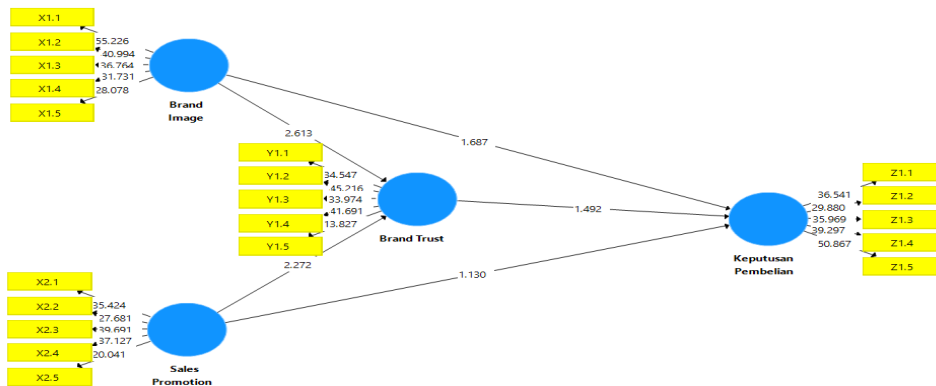 X1.1
X1.2
X1.3
X1.4
X1.5
55.226
40.994
36.764
31.731
28.078
Brand
Image
2.613
1.687
Y1.1
Y1.2
Y1.3
Y1.4
Y1.5
34.547
45.216
33.974
41.691
13.827
Brand Trust
1.492
2.272
1.130
Z1.1
Z1.2
Z1.3
Z1.4
Z1.5
36.541
29.880
35.969
39.297
50.867
Keputusan
Pembelian
X2.1
X2.2
X2.3
X2.4
X2.5
35.424
27.681
39.691
37.127
20.041
Sales
Promotion